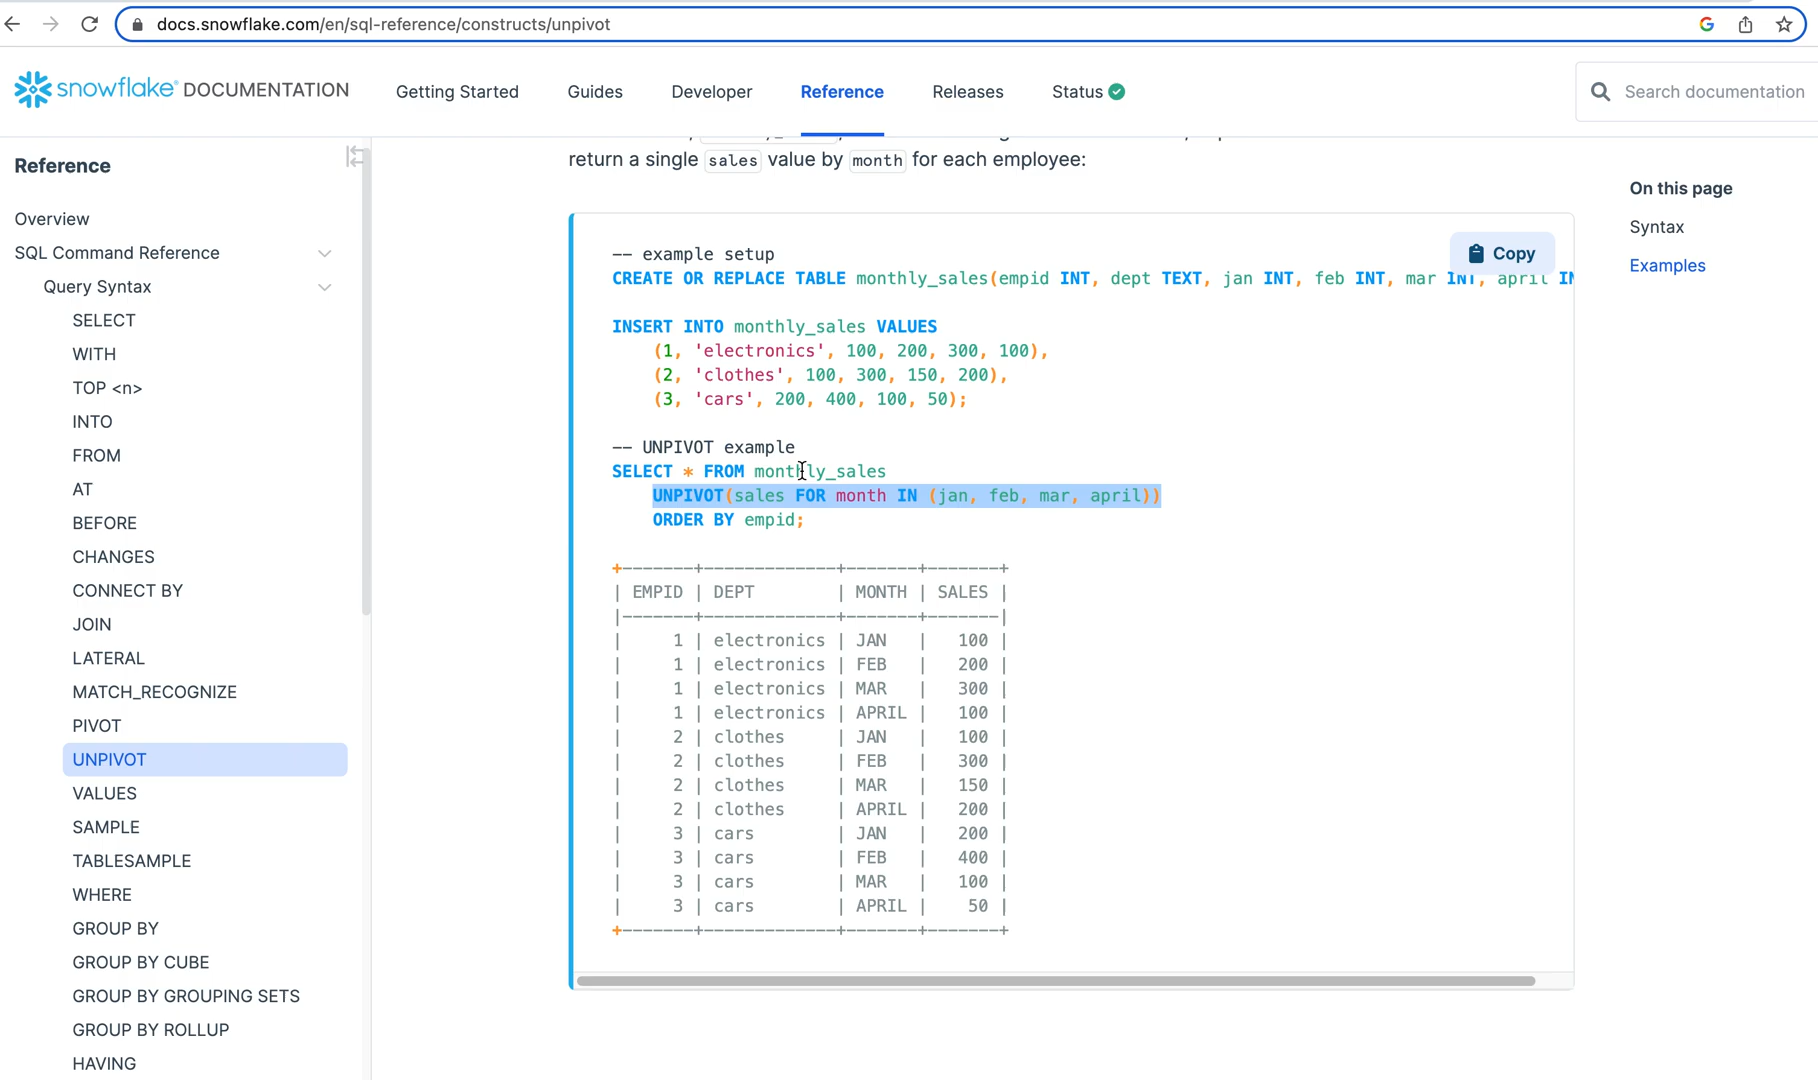 docs.snowflake.com/en/sql-reference/constructs/unpivot
snowflake DOCUMENTATION
Getting Started
Guides
Developer
Reference
Releases
Status
Search documentation
Reference
Overview
SQL Command Reference
Query Syntax
SELECT
WITH
TOP <n>
INTO
FROM
AT
BEFORE
CHANGES
CONNECT BY
JOIN
LATERAL
MATCH_RECOGNIZE
PIVOT
UNPIVOT
VALUES
SAMPLE
TABLESAMPLE
WHERE
GROUP BY
GROUP BY CUBE
GROUP BY GROUPING SETS
GROUP BY ROLLUP
HAVING
return a single sales value by month for each employee:
Copy
-- example setup
CREATE OR REPLACE TABLE monthly_sales(empid INT, dept TEXT, jan INT, feb INT, mar INT, april IN
INSERT INTO monthly_sales VALUES
(1, 'electronics', 100, 200, 300, 100),
(2, 'clothes', 100, 300, 150, 200),
(3, 'cars', 200, 400, 100, 50);
-- UNPIVOT example
SELECT * FROM monthly_sales
UNPIVOT(sales FOR month IN (jan, feb, mar, april))
ORDER BY empid;
+-------+-------------+-------+-------+
| EMPID | DEPT        | MONTH | SALES |
|-------+-------------+-------+-------|
|     1 | electronics | JAN   |   100 |
|     1 | electronics | FEB   |   200 |
|     1 | electronics | MAR   |   300 |
|     1 | electronics | APRIL |   100 |
|     2 | clothes     | JAN   |   100 |
|     2 | clothes     | FEB   |   300 |
|     2 | clothes     | MAR   |   150 |
|     2 | clothes     | APRIL |   200 |
|     3 | cars        | JAN   |   200 |
|     3 | cars        | FEB   |   400 |
|     3 | cars        | MAR   |   100 |
|     3 | cars        | APRIL |    50 |
+-------+-------------+-------+-------+
On this page
Syntax
Examples